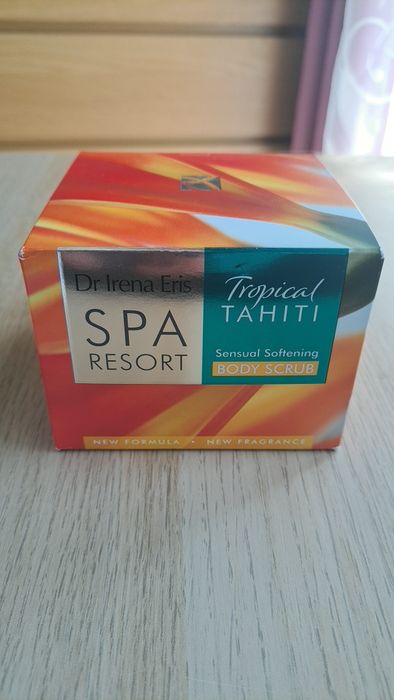 Dr Irena Eris
SPA
RESORT
Tropical
TAHITI
Sensual Softening
BODY SCRUB
NEW FORMULA • NEW FRAGRANCE